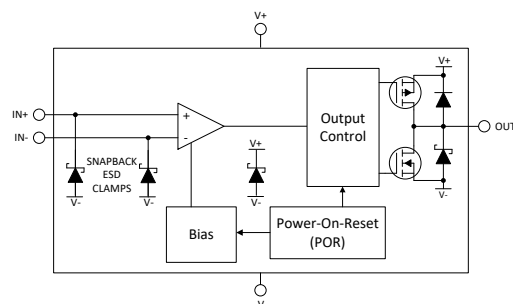 V+
IN+
IN-
+
-
SNAPBACK
ESD
CLAMPS
V-
V-
V+
V-
Output
Control
V+
V-
OUT
Bias
Power-On-Reset
(POR)